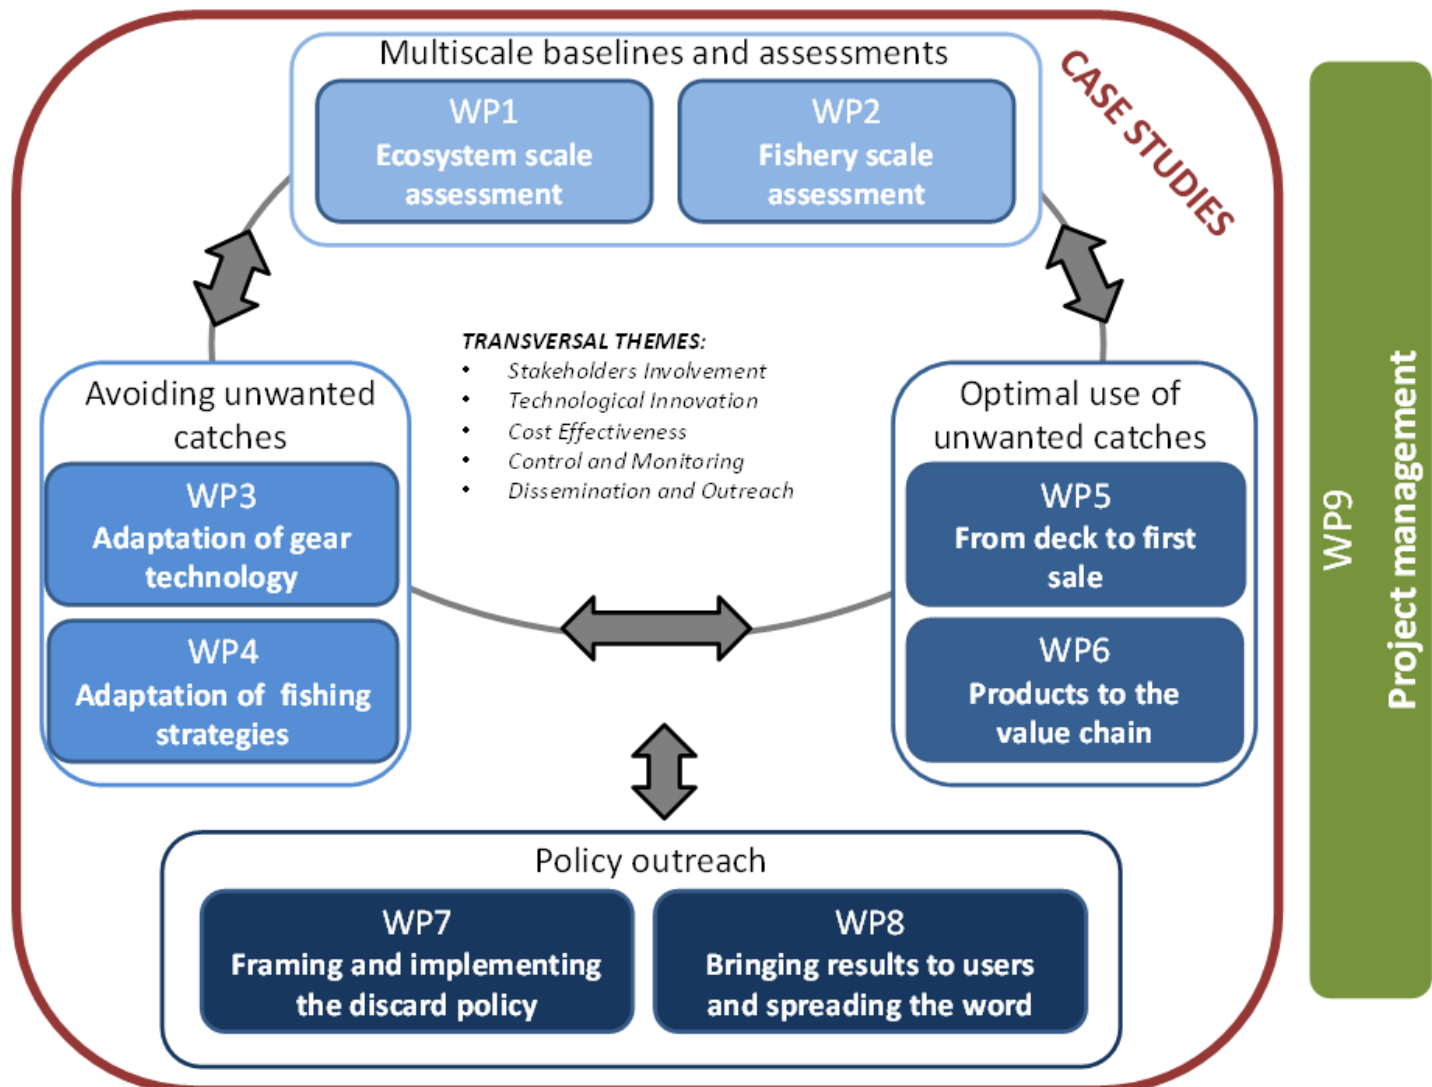 Multiscale baselines and assessments
WP1
Ecosystem scale
assessment
WP2
Fishery scale
assessment
CASE STUDIES
TRANSVERSAL THEMES:
• Stakeholders Involvement
• Technological Innovation
• Cost Effectiveness
• Control and Monitoring
• Dissemination and Outreach
Avoiding unwanted
catches
WP3
Adaptation of gear
technology
WP4
Adaptation of fishing
strategies
Optimal use of
unwanted catches
WP5
From deck to first
sale
WP6
Products to the
value chain
Policy outreach
WP7
Framing and implementing
the discard policy
WP8
Bringing results to users
and spreading the word
WP9
Project management